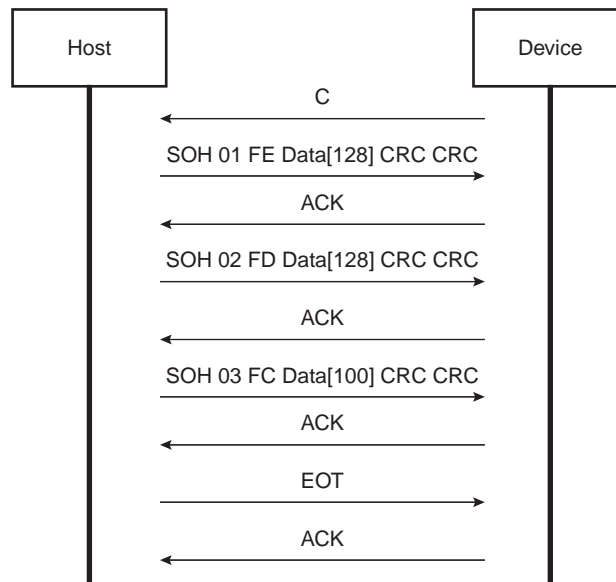 Host
Device
C
SOH 01 FE Data[128] CRC CRC
ACK
SOH 02 FD Data[128] CRC CRC
ACK
SOH 03 FC Data[100] CRC CRC
ACK
EOT
ACK